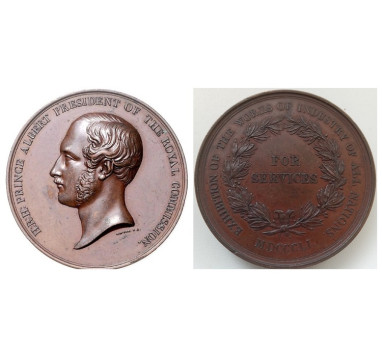 H.R.H. PRINCE ALBERT PRESIDENT OF THE ROYAL COMMISSION.
EXHIBITION OF THE WORKS OF INDUSTRY OF ALL NATIONS
FOR
SERVICES
MDCCCLI